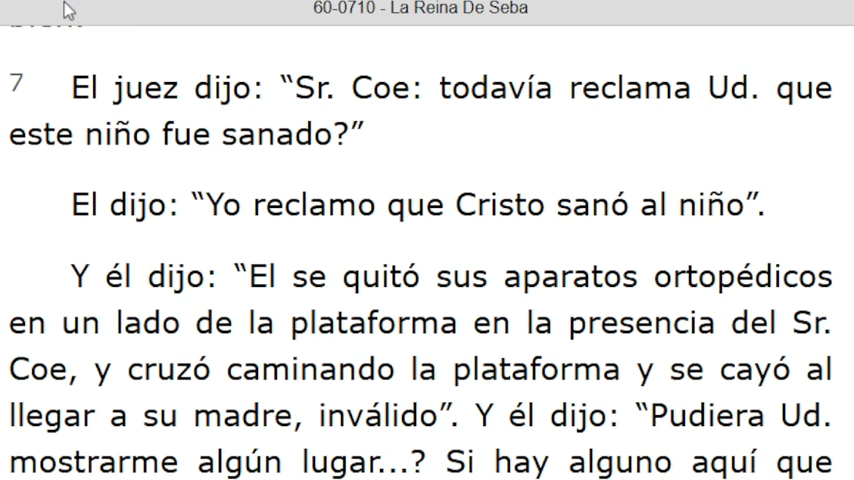 60-0710 - La Reina De Seba
7 El juez dijo: “Sr. Coe: todavía reclama Ud. que
este niño fue sanado?”
El dijo: “Yo reclamo que Cristo sanó al niño”.
Y él dijo: “El se quitó sus aparatos ortopédicos
en un lado de la plataforma en la presencia del Sr.
Coe, y cruzó caminando la plataforma y se cayó al
llegar a su madre, inválido”. Y él dijo: “Pudiera Ud.
mostrarme algún lugar...? Si hay alguno aquí que